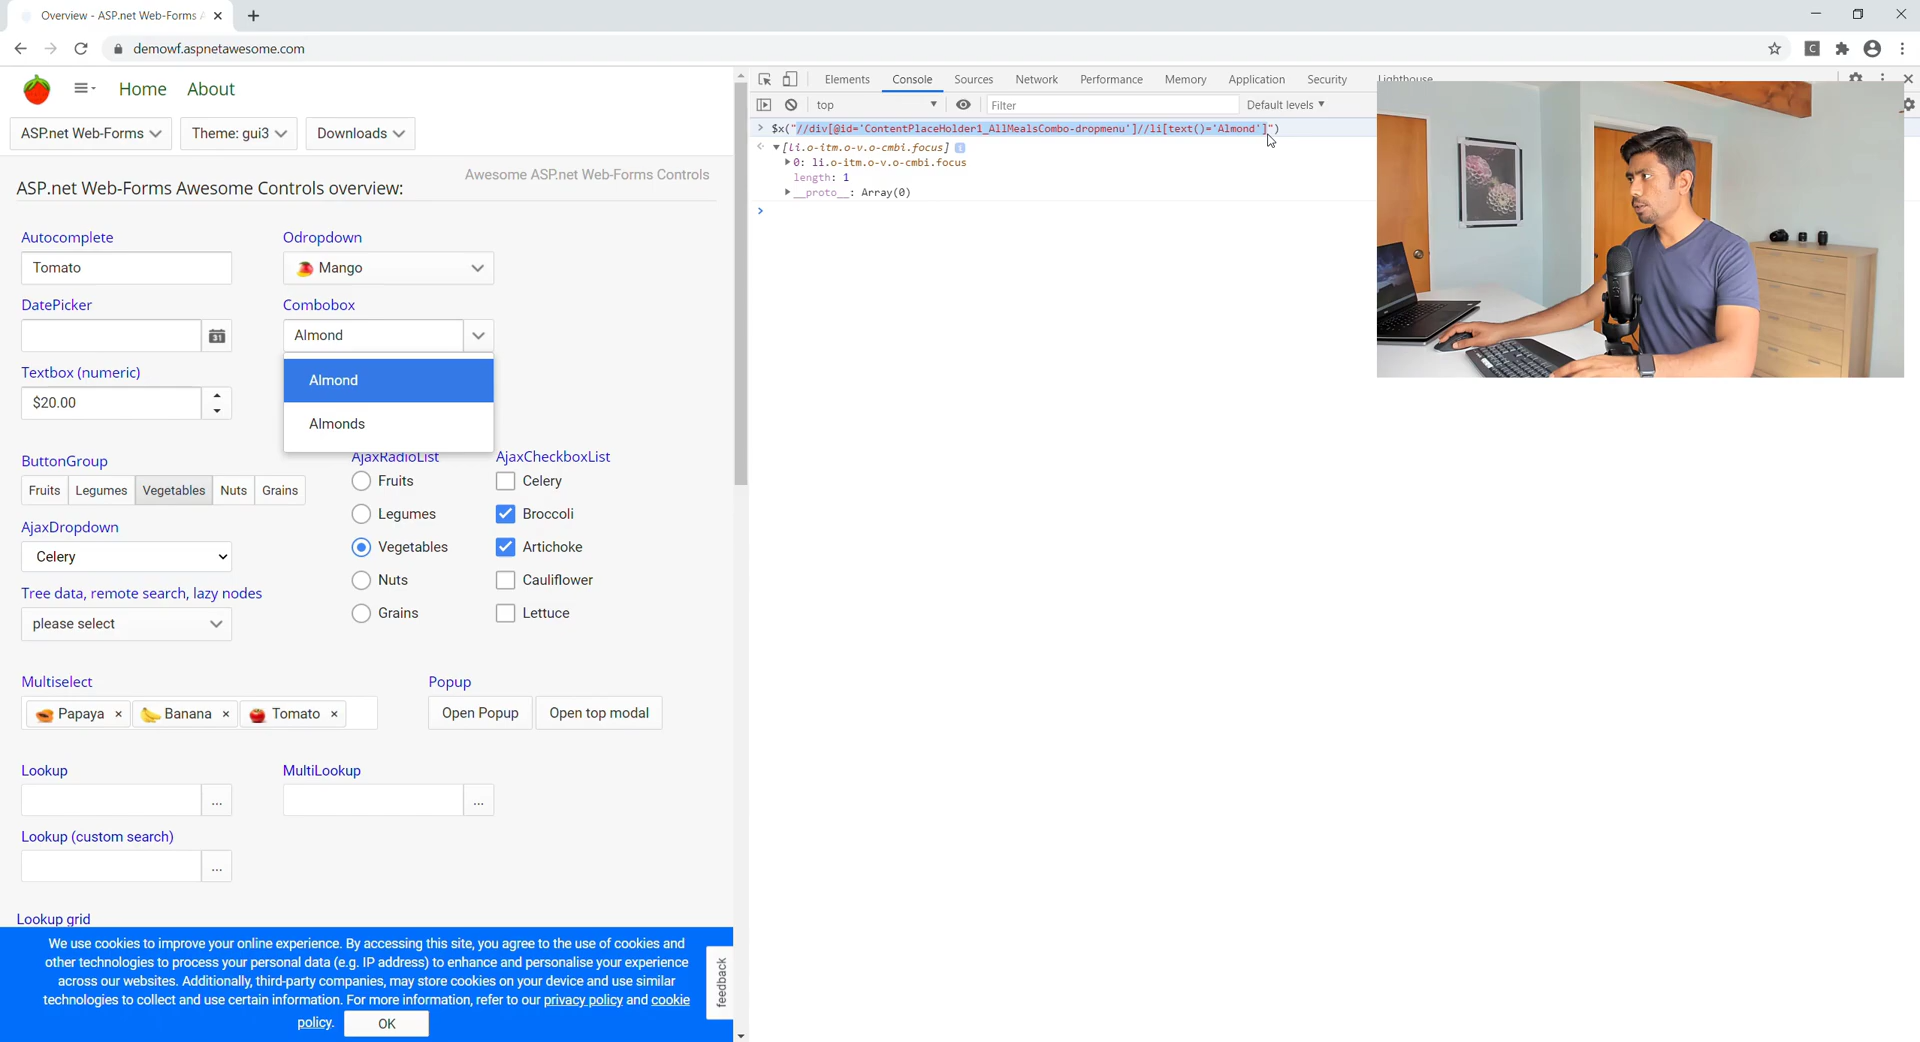 Overview - ASP.net Web-Forms
demowf.aspnetawesome.com
Home About
ASP.net Web-Forms Theme: gui3 Downloads
Awesome ASP.net Web-Forms Controls
ASP.net Web-Forms Awesome Controls overview:
Autocomplete Odropdown
Tomato Mango
DatePicker Combobox
31 Almond
Textbox (numeric) Almond
$20.00 Almonds
ButtonGroup AjaxRadioList AjaxCheckboxList
Fruits Legumes Vegetables Nuts Grains
Fruits Celery
Legumes Broccoli
AjaxDropdown
Celery
Vegetables Artichoke
Nuts Cauliflower
Tree data, remote search, lazy nodes
please select
Grains Lettuce
Multiselect Popup
Papaya × Banana × Tomato × Open Popup Open top modal
Lookup MultiLookup
... ...
Lookup (custom search)
...
Lookup grid
We use cookies to improve your online experience. By accessing this site, you agree to the use of cookies and
other technologies to process your personal data (e.g. IP address) to enhance and personalise your experience
across our websites. Additionally, third-party companies, may store cookies on your device and use similar
technologies to collect and use certain information. For more information, refer to our privacy policy and cookie
policy. OK
feedback
Elements Console Sources Network Performance Memory Application Security Lighthouse
top Filter Default levels
$x("//div[@id='ContentPlaceHolder1_AllMealsCombo-dropmenu']//li[text()='Almond']")
[li.o-itm.o-v.o-cmbi.focus]
0: li.o-itm.o-v.o-cmbi.focus
length: 1
__proto__: Array(0)